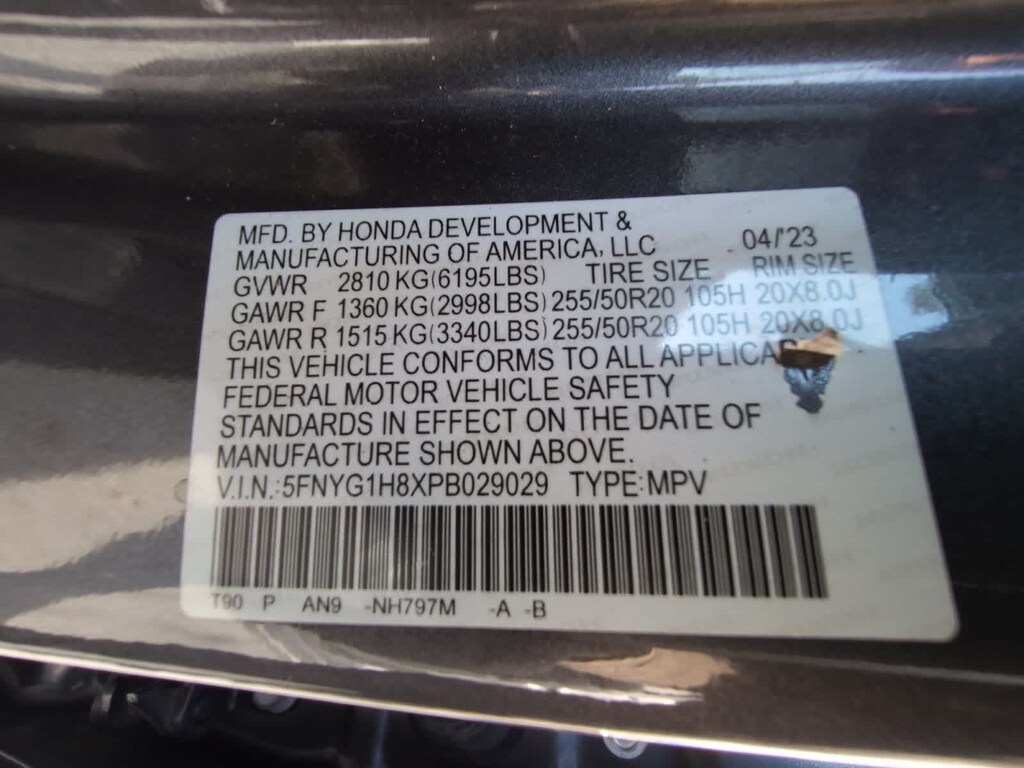 MFD. BY HONDA DEVELOPMENT &
MANUFACTURING OF AMERICA, LLC 04/'23
GVWR 2810 KG(6195LBS) TIRE SIZE RIM SIZE
GAWR F 1360 KG(2998LBS) 255/50R20 105H 20X8.0J
GAWR R 1515 KG(3340LBS) 255/50R20 105H 20X8.0J
THIS VEHICLE CONFORMS TO ALL
FEDERAL MOTOR VEHICLE SAFETY
STANDARDS IN EFFECT ON THE DATE OF
MANUFACTURE SHOWN ABOVE.
V.I.N.:5FNYG1H8XPB029029 TYPE:MPV
T90 P AN9 -NH797M -A -B